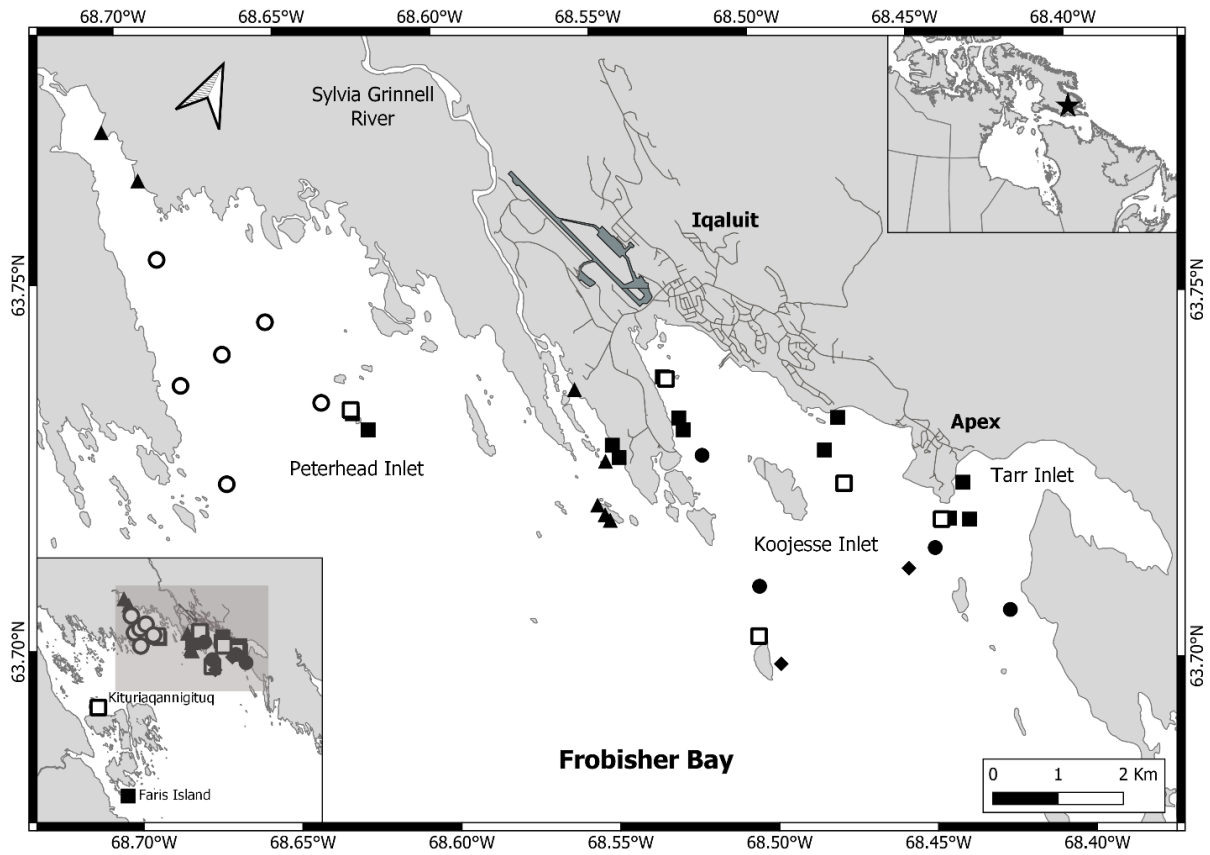 68.70°W 68.65°W 68.60°W 68.55°W 68.50°W 68.45°W 68.40°W
Sylvia Grinnell
River
Iqaluit
63.75°N
63.75°N
Apex
Peterhead Inlet
Tarr Inlet
Koojesse Inlet
63.70°N
63.70°N
Kituriaqannigituq
Faris Island
Frobisher Bay
0 1 2 Km
68.70°W 68.65°W 68.60°W 68.55°W 68.50°W 68.45°W 68.40°W